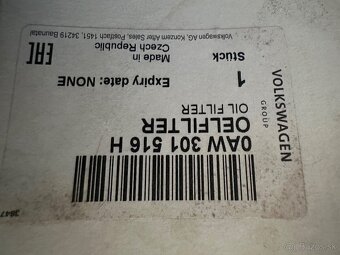 3847
0AW 301 516 H
OELFILTER
OIL FILTER
VOLKSWAGEN
GROUP
1
Stück
Expiry date: NONE
Made in
Czech Republic
EAC
Volkswagen AG, Konzern After Sales, Postfach 1451, 34219 Baunatal